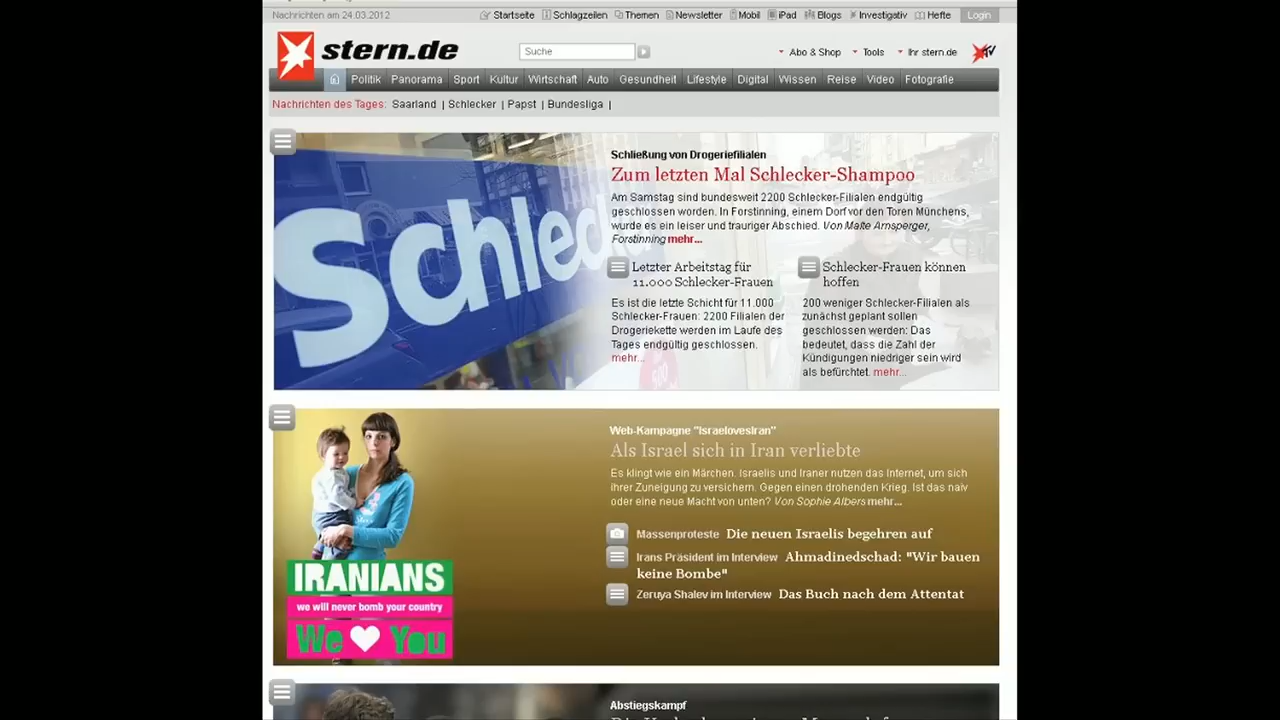 Nachrichten am 24.03.2012
Startseite Schlagzeilen Themen Newsletter Mobil iPad Blogs Investigativ Hefte Login
stern.de
Suche
Abo & Shop Tools Ihr stern.de
Politik Panorama Sport Kultur Wirtschaft Auto Gesundheit Lifestyle Digital Wissen Reise Video Fotografie
Nachrichten des Tages: Saarland | Schlecker | Papst | Bundesliga |
Schlec
Schließung von Drogeriefilialen
Zum letzten Mal Schlecker-Shampoo
Am Samstag sind bundesweit 2200 Schlecker-Filialen endgültig
geschlossen worden. In Forstinning, einem Dorf vor den Toren Münchens,
wurde es ein leiser und trauriger Abschied. Von Malte Arnsperger,
Forstinning mehr...
Letzter Arbeitstag für
11.000 Schlecker-Frauen
Es ist die letzte Schicht für 11.000
Schlecker-Frauen: 2200 Filialen der
Drogeriekette werden im Laufe des
Tages endgültig geschlossen.
mehr...
Schlecker-Frauen können
hoffen
200 weniger Schlecker-Filialen als
zunächst geplant sollen
geschlossen werden: Das
bedeutet, dass die Zahl der
Kündigungen niedriger sein wird
als befürchtet. mehr...
IRANIANS
we will never bomb your country
We You
Web-Kampagne "IsraelovesIran"
Als Israel sich in Iran verliebte
Es klingt wie ein Märchen. Israelis und Iraner nutzen das Internet, um sich
ihrer Zuneigung zu versichern. Gegen einen drohenden Krieg. Ist das naiv
oder eine neue Macht von unten? Von Sophie Albers mehr...
Massenproteste Die neuen Israelis begehren auf
Irans Präsident im Interview Ahmadinedschad: "Wir bauen
keine Bombe"
Zeruya Shalev im Interview Das Buch nach dem Attentat
Abstiegskampf